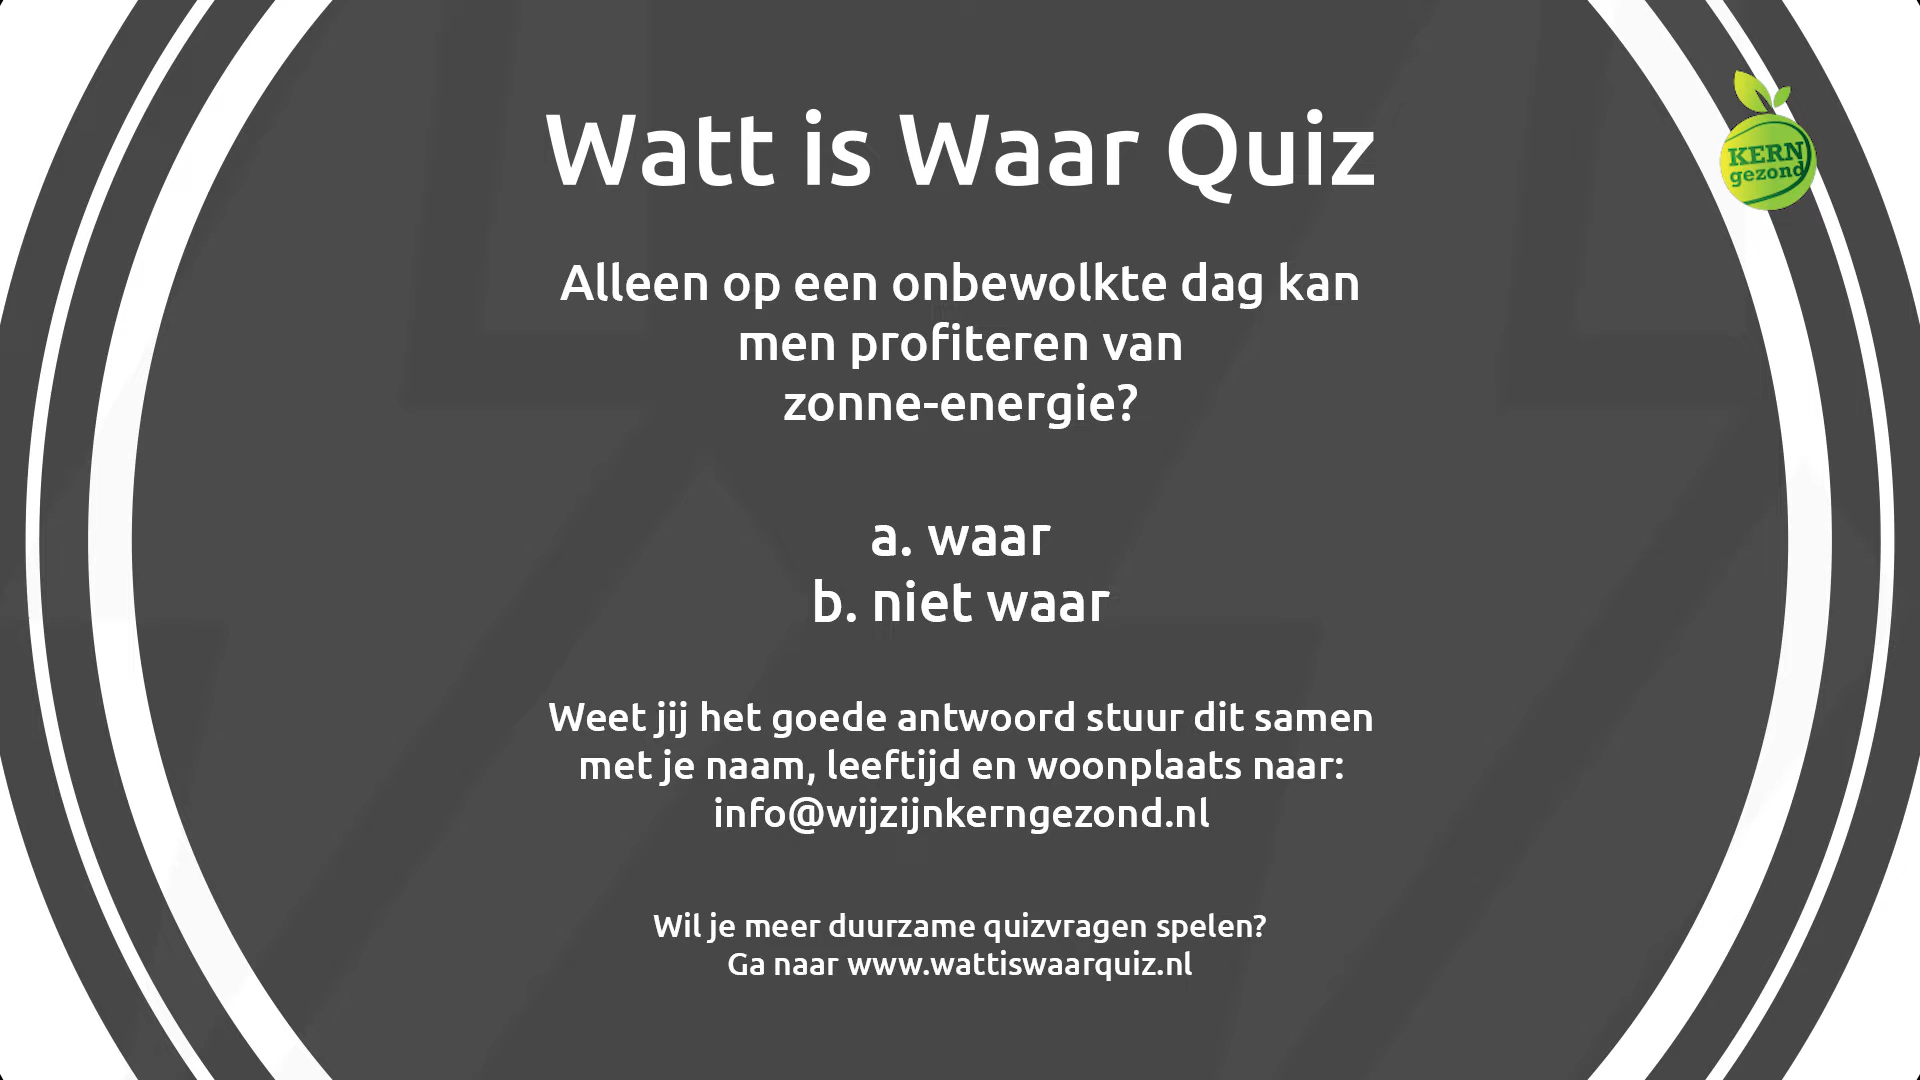 Watt is Waar Quiz
KERN
gezond
Alleen op een onbewolkte dag kan
men profiteren van
zonne-energie?
a. waar
b. niet waar
Weet jij het goede antwoord stuur dit samen
met je naam, leeftijd en woonplaats naar:
info@wijzijnkerngezond.nl
Wil je meer duurzame quizvragen spelen?
Ga naar www.wattiswaarquiz.nl